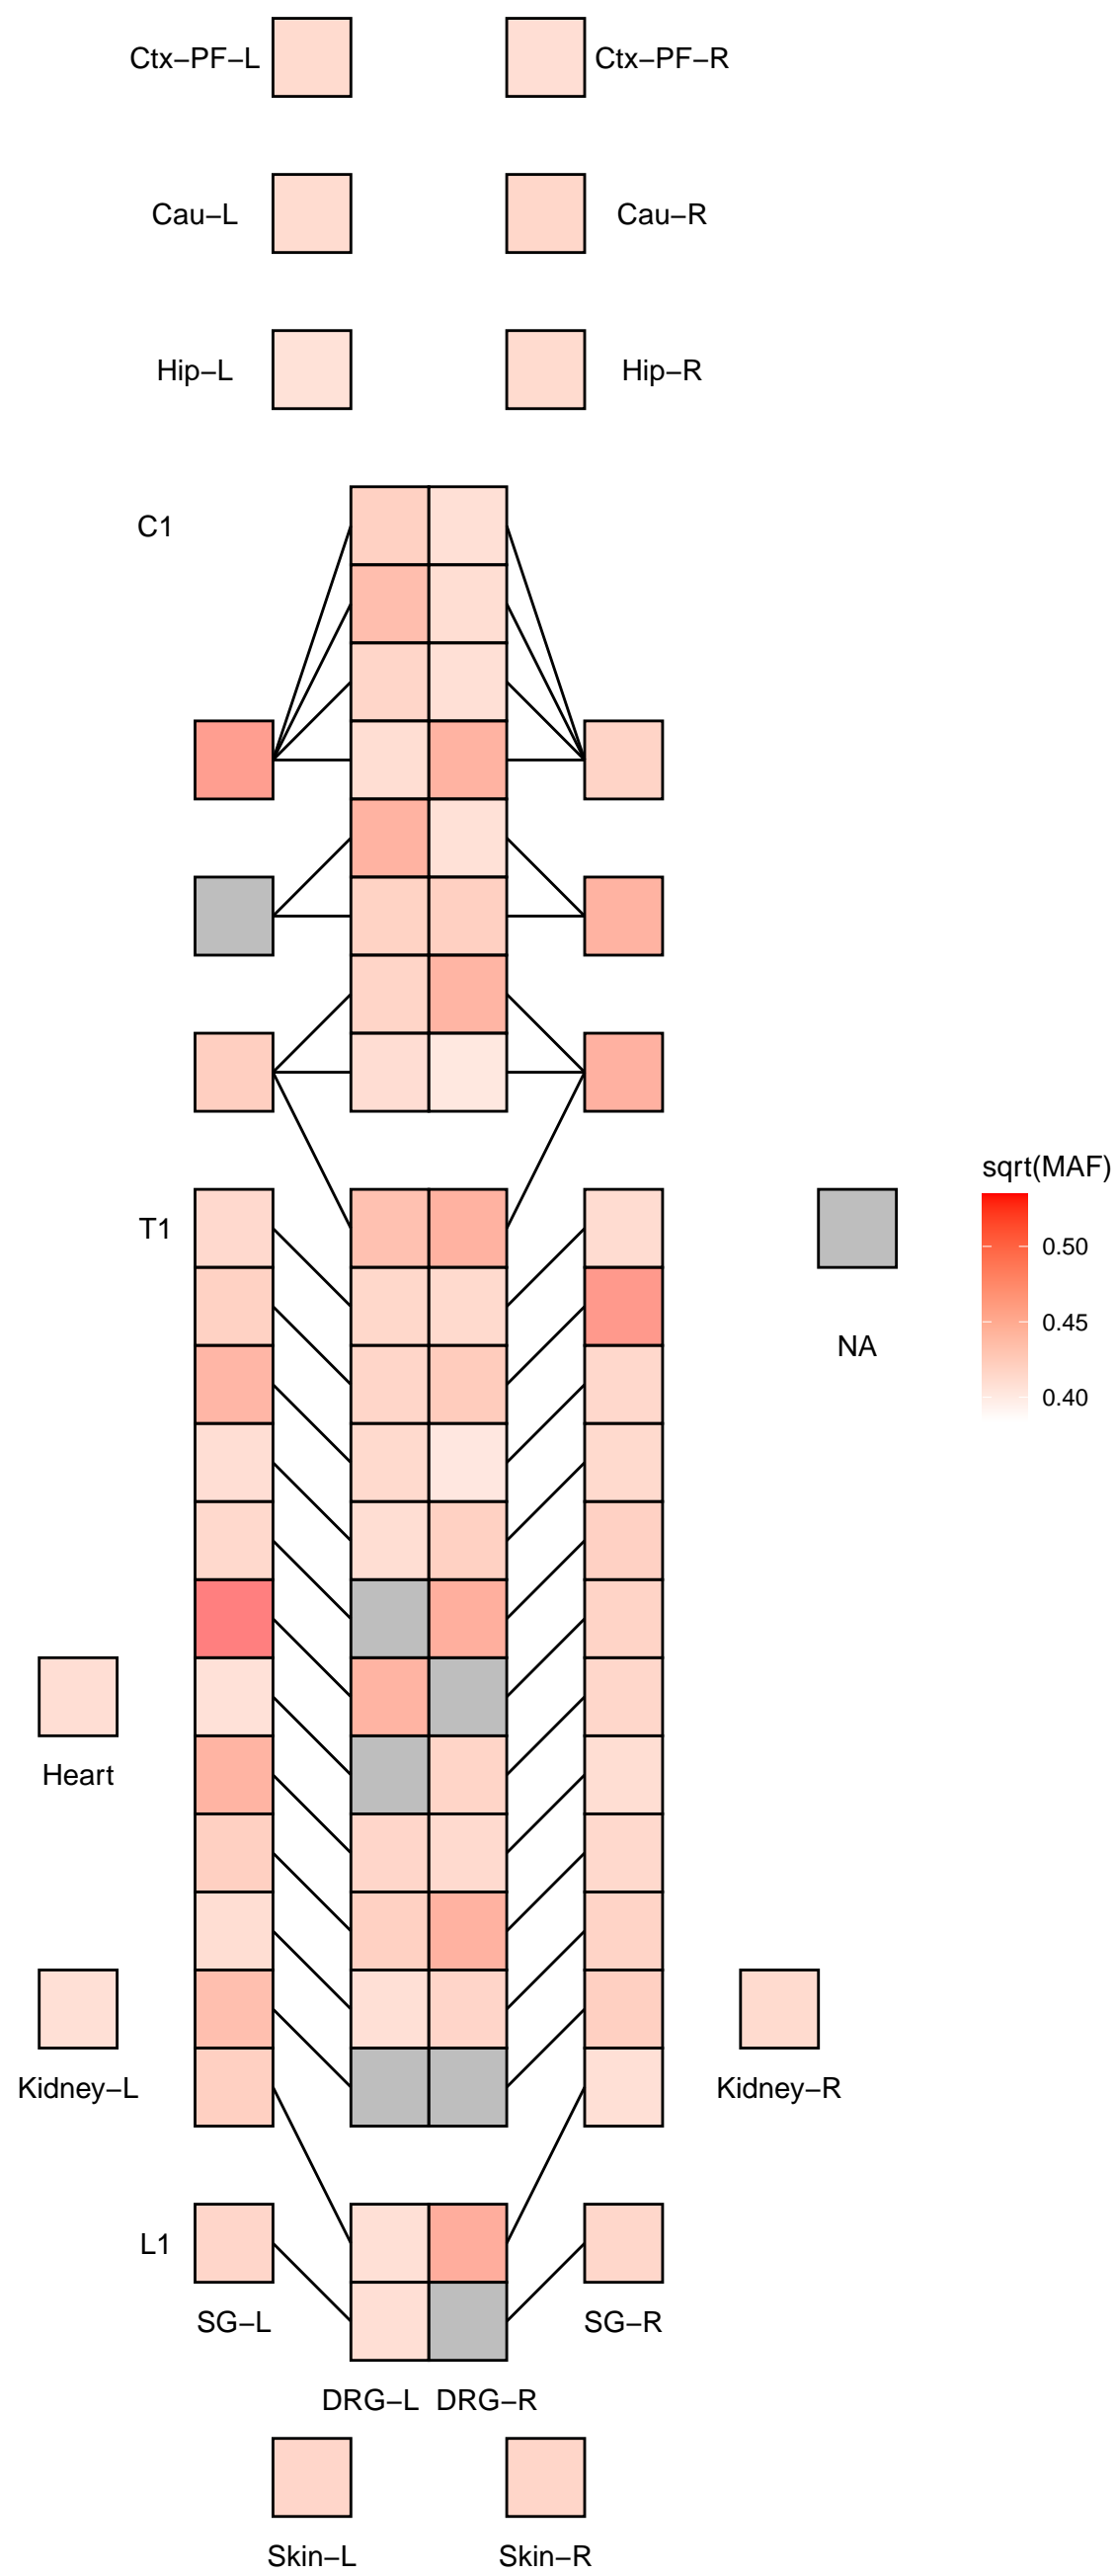 Ctx−PF−L
Ctx−PF−R
Cau−L
Cau−R
Hip−L
Hip−R
C1
T1
NA
sqrt(MAF)
0.50
0.45
0.40
Heart
Kidney−L
Kidney−R
L1
SG−L
SG−R
DRG−L
DRG−R
Skin−L
Skin−R